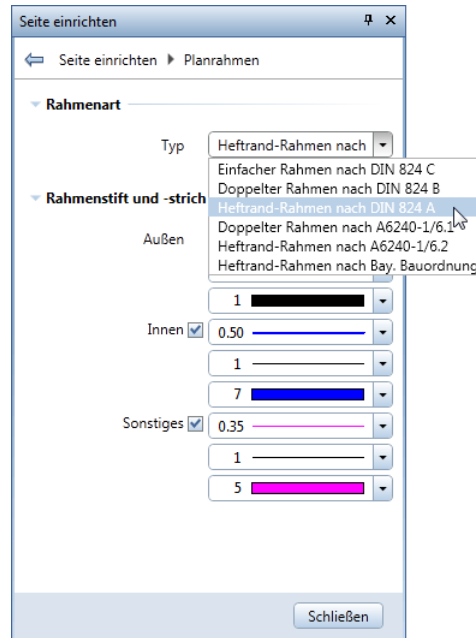 Seite einrichten
Seite einrichten Planrahmen
Rahmenart
Typ Heftrand-Rahmen nach
Einfacher Rahmen nach DIN 824 C
Doppelter Rahmen nach DIN 824 B
Rahmenstift und -strich Heftrand-Rahmen nach DIN 824 A
Doppelter Rahmen nach A6240-1/6.1
Außen Heftrand-Rahmen nach A6240-1/6.2
Heftrand-Rahmen nach Bay. Bauordnung
1
Innen 0.50
1
7
Sonstiges 0.35
1
5
Schließen